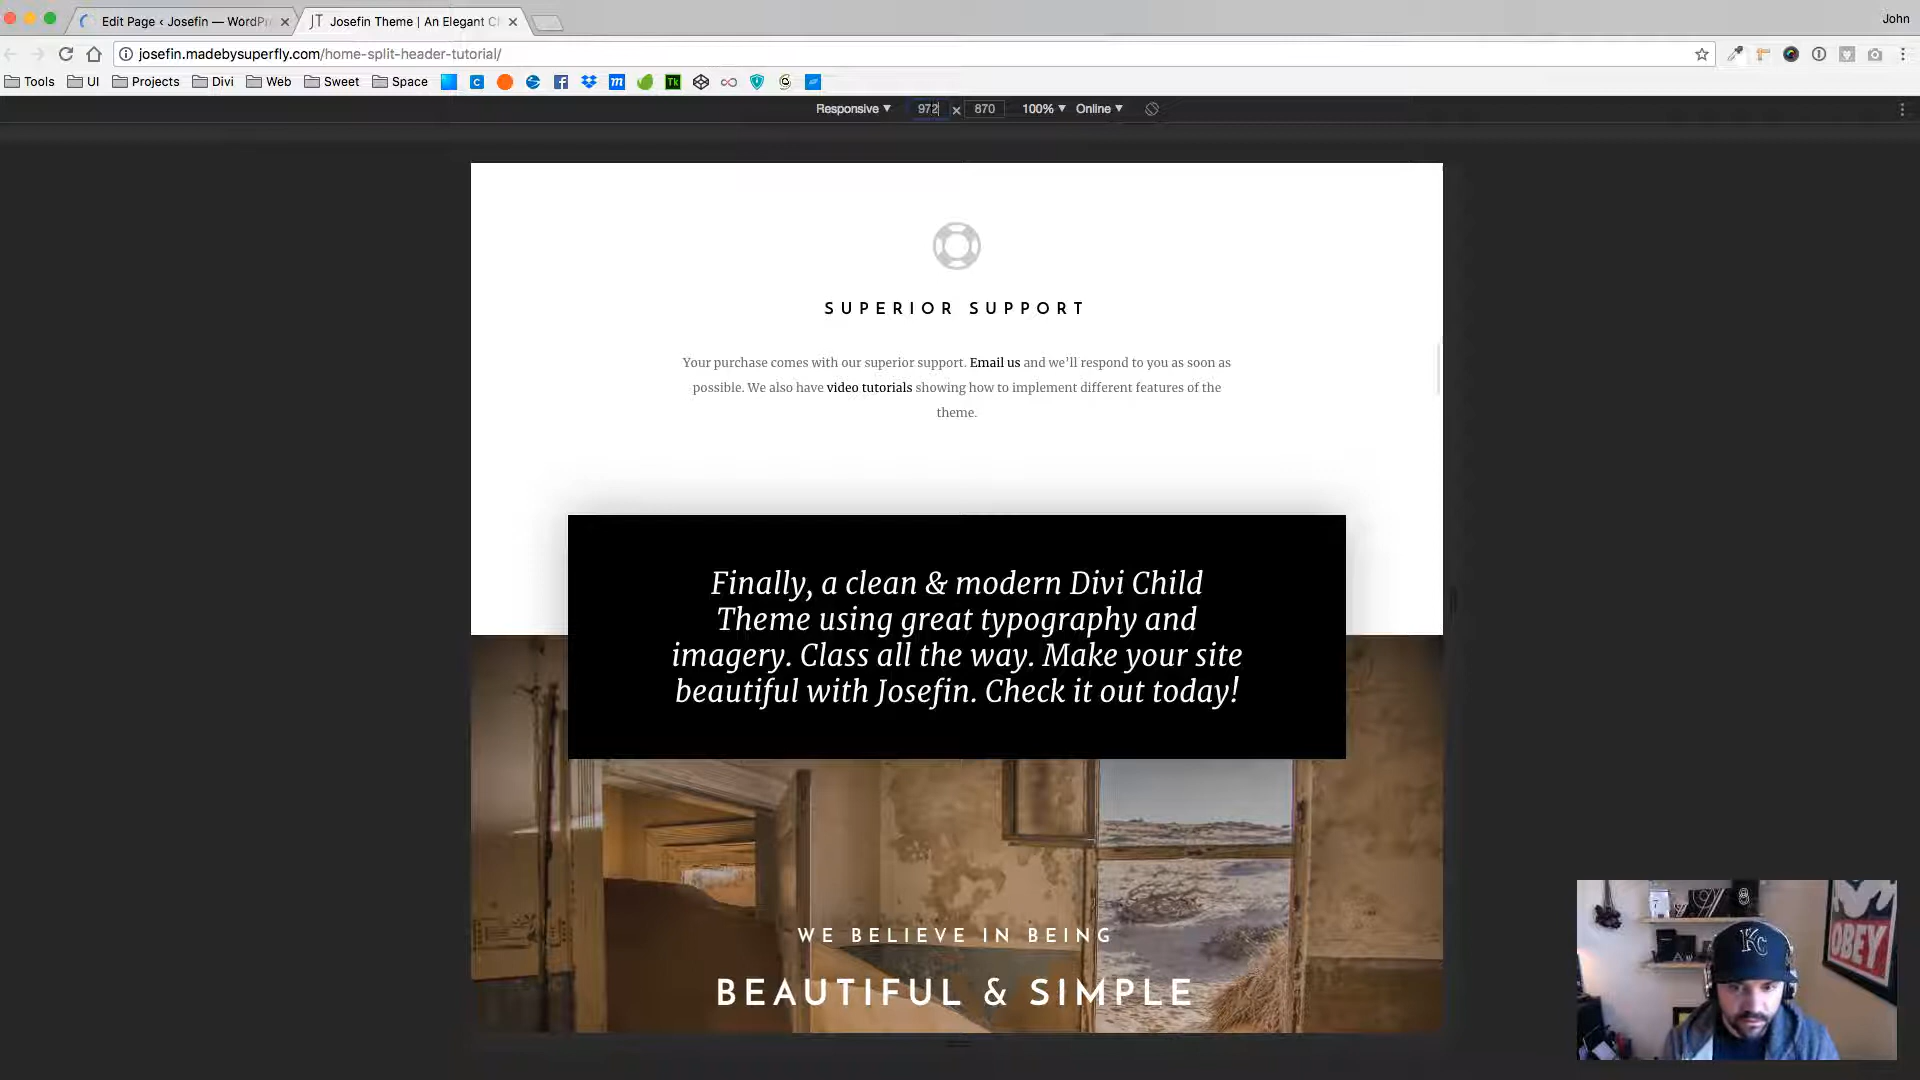 Edit Page ‹ Josefin — WordPr
JT Josefin Theme | An Elegant C
John
josefin.madebysuperfly.com/home-split-header-tutorial/
Tools UI Projects Divi Web Sweet Space
Responsive 972 × 870 100% Online
SUPERIOR SUPPORT
Your purchase comes with our superior support. Email us and we’ll respond to you as soon as
possible. We also have video tutorials showing how to implement different features of the
theme.
Finally, a clean & modern Divi Child
Theme using great typography and
imagery. Class all the way. Make your site
beautiful with Josefin. Check it out today!
WE BELIEVE IN BEING
BEAUTIFUL & SIMPLE
KC
OBEY